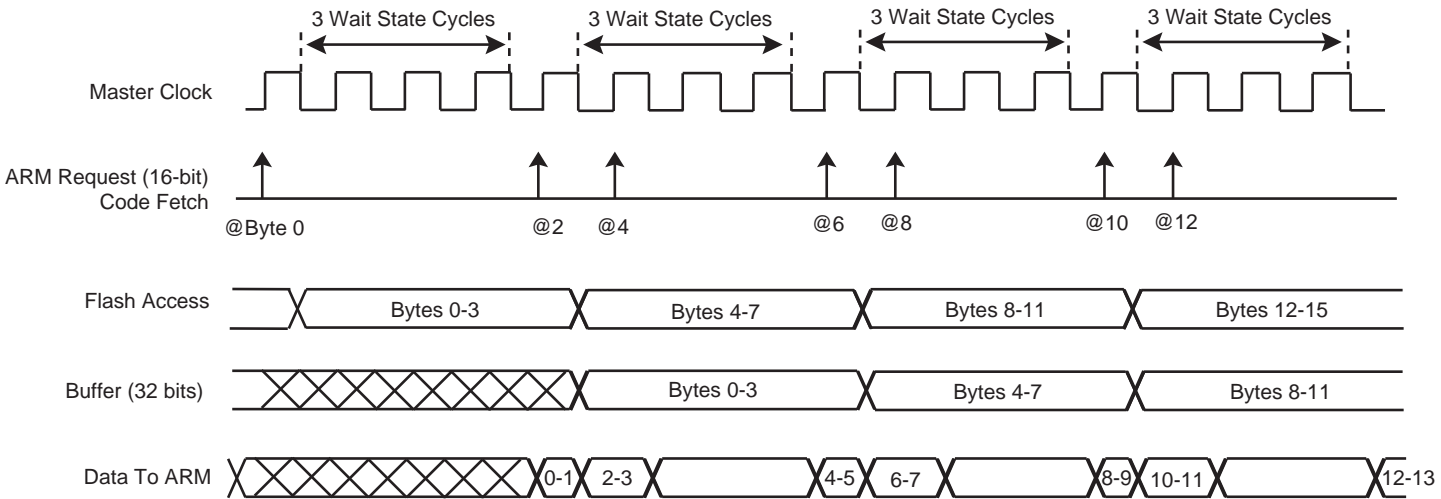 3 Wait State Cycles 3 Wait State Cycles 3 Wait State Cycles 3 Wait State Cycles
Master Clock
ARM Request (16-bit)
Code Fetch
@Byte 0 @2 @4 @6 @8 @10 @12
Flash Access Bytes 0-3 Bytes 4-7 Bytes 8-11 Bytes 12-15
Buffer (32 bits) Bytes 0-3 Bytes 4-7 Bytes 8-11
Data To ARM 0-1 2-3 4-5 6-7 8-9 10-11 12-13